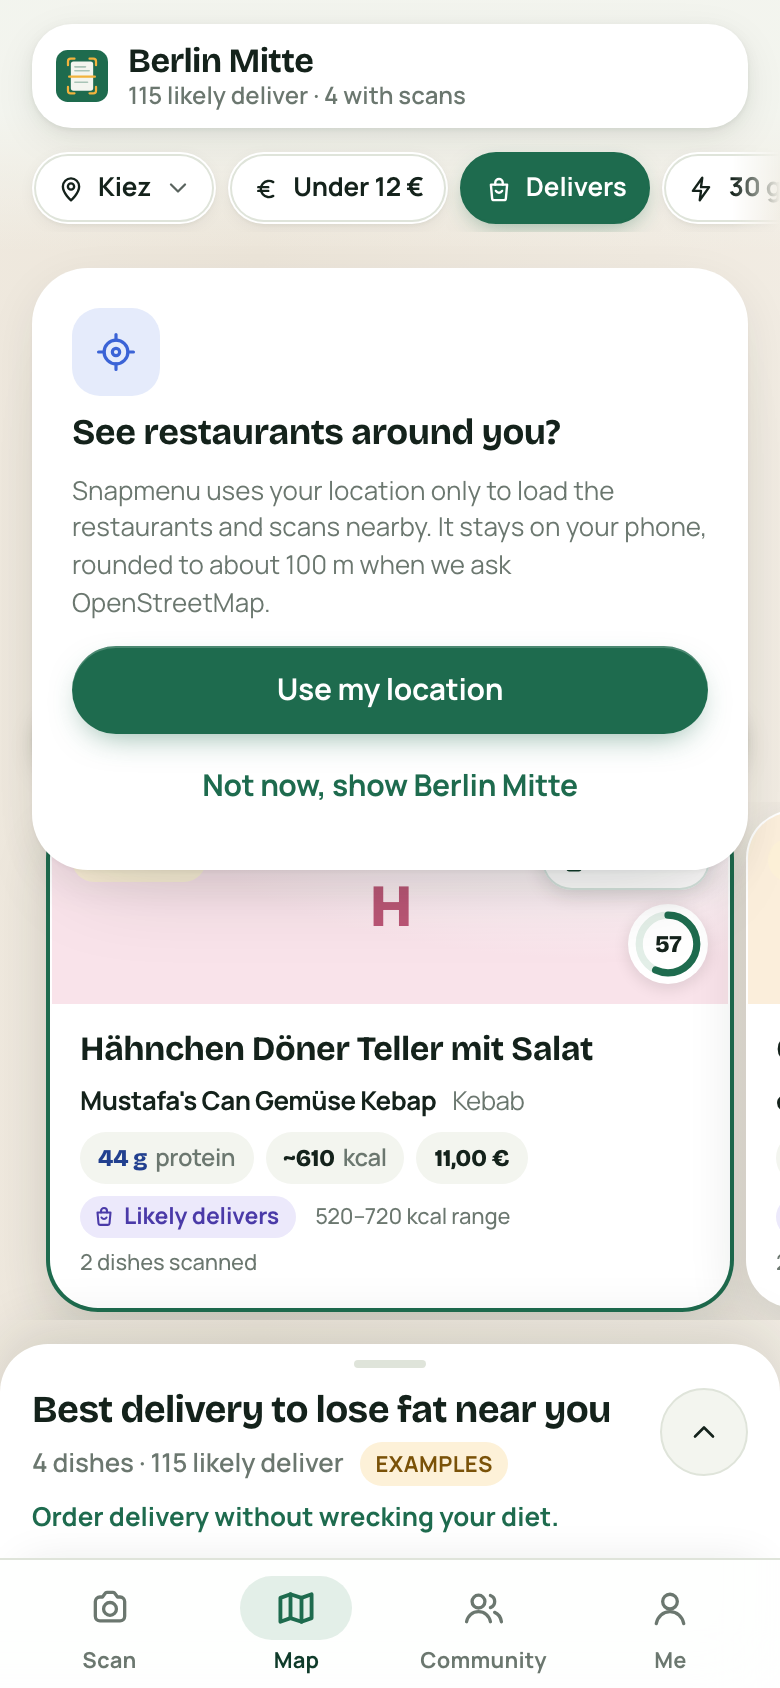 Berlin Mitte
115 likely deliver · 4 with scans
Kiez
€ Under 12 €
Delivers
30 g
See restaurants around you?
Snapmenu uses your location only to load the
restaurants and scans nearby. It stays on your phone,
rounded to about 100 m when we ask
OpenStreetMap.
Use my location
Not now, show Berlin Mitte
H
57
Hähnchen Döner Teller mit Salat
Mustafa's Can Gemüse Kebap Kebab
44 g protein ~610 kcal 11,00 €
Likely delivers 520–720 kcal range
2 dishes scanned
Best delivery to lose fat near you
4 dishes · 115 likely deliver EXAMPLES
Order delivery without wrecking your diet.
Scan
Map
Community
Me